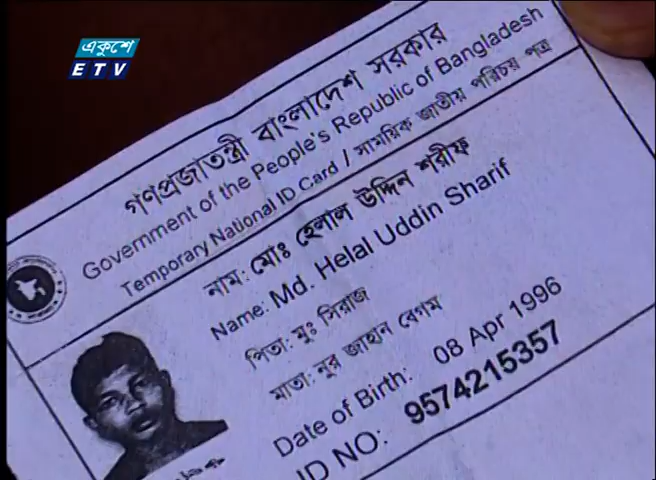 একুশে
ETV
গণপ্রজাতন্ত্রী বাংলাদেশ সরকার
Government of the People's Republic of Bangladesh
Temporary National ID Card / সাময়িক জাতীয় পরিচয় পত্র
নাম: মোঃ হেলাল উদ্দিন শরীফ
Name: Md. Helal Uddin Sharif
পিতা: মুঃ সিরাজ
মাতা: নুর জাহান বেগম
Date of Birth: 08 Apr 1996
ID NO: 9574215357